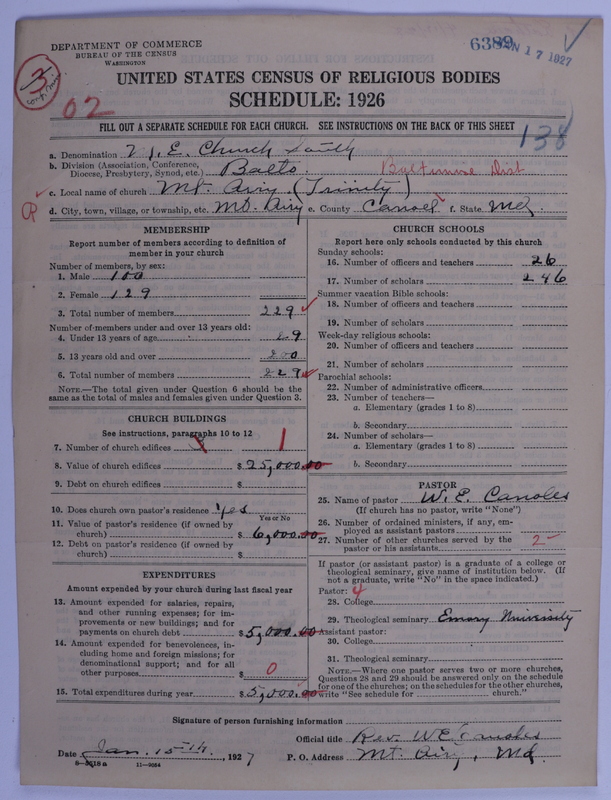 DEPARTMENT OF COMMERCE
BUREAU OF THE CENSUS
WASHINGTON
6389
JAN 17 1927
3
02
UNITED STATES CENSUS OF RELIGIOUS BODIES
SCHEDULE: 1926
FILL OUT A SEPARATE SCHEDULE FOR EACH CHURCH. SEE INSTRUCTIONS ON THE BACK OF THIS SHEET
138
a. Denomination M. E. Church South
b. Division (Association, Conference, Diocese, Presbytery, Synod, etc.) Balto. Baltimore Dist
c. Local name of church Mt. Airy (Trinity)
R
d. City, town, village, or township, etc. Mt. Airy e. County Carroll f. State Md.
MEMBERSHIP
Report number of members according to definition of
member in your church
Number of members, by sex:
1. Male 100
2. Female 129
3. Total number of members 229
Number of members under and over 13 years old:
4. Under 13 years of age 29
5. 13 years old and over 200
6. Total number of members 229
NOTE.—The total given under Question 6 should be the
same as the total of males and females given under Question 3.
CHURCH BUILDINGS
See instructions, paragraphs 10 to 12
7. Number of church edifices 1
8. Value of church edifices $ 25,000.00
9. Debt on church edifices $
10. Does church own pastor's residence? Yes
Yes or No
11. Value of pastor's residence (if owned by
church) $ 6,000.00
12. Debt on pastor's residence (if owned by
church) $
EXPENDITURES
Amount expended by your church during last fiscal year
13. Amount expended for salaries, repairs,
and other running expenses; for im-
provements or new buildings; and for
payments on church debt $ 5,000.00
14. Amount expended for benevolences, in-
cluding home and foreign missions; for
denominational support; and for all
other purposes $ 0
15. Total expenditures during year $ 5,000.00
CHURCH SCHOOLS
Report here only schools conducted by this church
Sunday schools:
16. Number of officers and teachers 26
17. Number of scholars 246
Summer vacation Bible schools:
18. Number of officers and teachers
19. Number of scholars
Week-day religious schools:
20. Number of officers and teachers
21. Number of scholars
Parochial schools:
22. Number of administrative officers
23. Number of teachers—
a. Elementary (grades 1 to 8)
b. Secondary
24. Number of scholars—
a. Elementary (grades 1 to 8)
b. Secondary
PASTOR
25. Name of pastor W. E. Canoles
(If church has no pastor, write "None")
26. Number of ordained ministers, if any, em-
ployed as assistant pastors
27. Number of other churches served by the
pastor or his assistants 2
If pastor (or assistant pastor) is a graduate of a college or
theological seminary, give name of institution below. (If
not a graduate, write "No" in the space indicated.)
Pastor: 4
28. College
29. Theological seminary Emory University
Assistant pastor:
30. College
31. Theological seminary
NOTE.—Where one pastor serves two or more churches,
Questions 28 and 29 should be answered only on the schedule
for one of the churches; on the schedules for the other churches,
write "See schedule for church."
Signature of person furnishing information
Official title Rev. W E Canoles
Date Jan. 15th, 1927 P. O. Address Mt. Airy, Md
11—9064